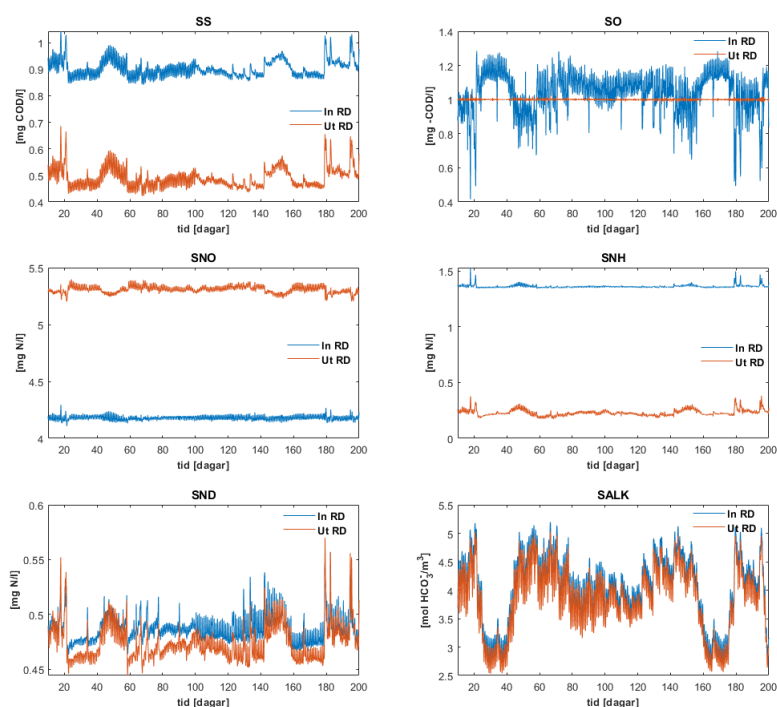 SS
[mg COD/l]
1
0.9
0.8
0.7
0.6
0.5
0.4
In RD
Ut RD
20 40 60 80 100 120 140 160 180 200
tid [dagar]
SO
[mg -COD/l]
1.4
1.2
1
0.8
0.6
0.4
In RD
Ut RD
20 40 60 80 100 120 140 160 180 200
tid [dagar]
SNO
[mg N/l]
5.5
5
4.5
4
In RD
Ut RD
20 40 60 80 100 120 140 160 180 200
tid [dagar]
SNH
[mg N/l]
1.5
1
0.5
0
In RD
Ut RD
20 40 60 80 100 120 140 160 180 200
tid [dagar]
SND
[mg N/l]
0.6
0.55
0.5
0.45
In RD
Ut RD
20 40 60 80 100 120 140 160 180 200
tid [dagar]
SALK
[mol HCO₃⁻/m³]
5.5
5
4.5
4
3.5
3
2.5
In RD
Ut RD
20 40 60 80 100 120 140 160 180 200
tid [dagar]